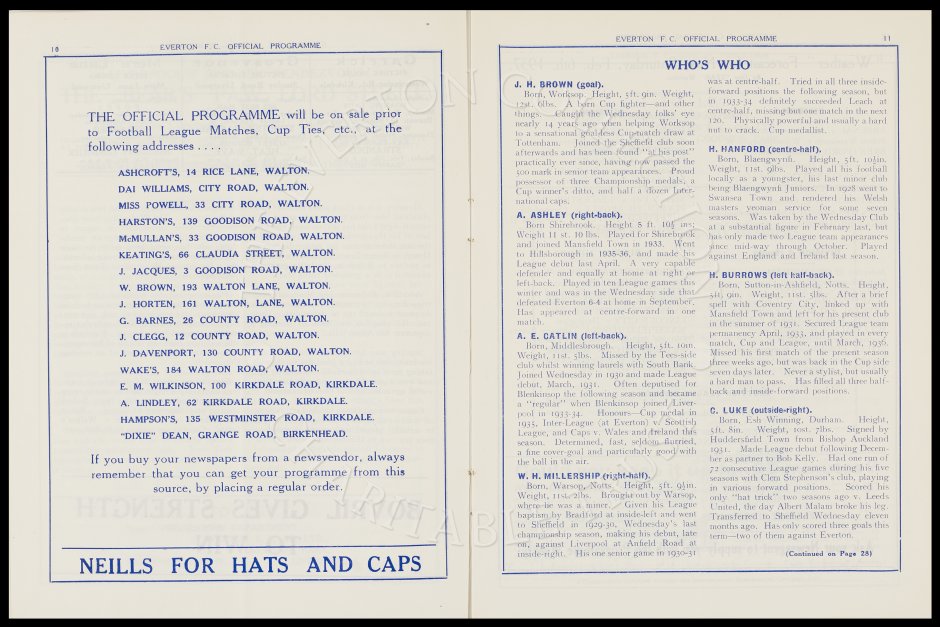 10
EVERTON F. C. OFFICIAL PROGRAMME
THE OFFICIAL PROGRAMME will be on sale prior
to Football League Matches, Cup Ties, etc., at the
following addresses . . . .
ASHCROFT'S, 14 RICE LANE, WALTON.
DAI WILLIAMS, CITY ROAD, WALTON.
MISS POWELL, 33 CITY ROAD, WALTON.
HARSTON'S, 139 GOODISON ROAD, WALTON.
McMULLAN'S, 33 GOODISON ROAD, WALTON.
KEATING'S, 66 CLAUDIA STREET, WALTON.
J. JACQUES, 3 GOODISON ROAD, WALTON.
W. BROWN, 193 WALTON LANE, WALTON.
J. HORTEN, 161 WALTON, LANE, WALTON.
G. BARNES, 26 COUNTY ROAD, WALTON.
J. CLEGG, 12 COUNTY ROAD, WALTON.
J. DAVENPORT, 130 COUNTY ROAD, WALTON.
WAKE'S, 184 WALTON ROAD, WALTON.
E. M. WILKINSON, 100 KIRKDALE ROAD, KIRKDALE.
A. LINDLEY, 62 KIRKDALE ROAD, KIRKDALE.
HAMPSON'S, 135 WESTMINSTER ROAD, KIRKDALE.
"DIXIE" DEAN, GRANGE ROAD, BIRKENHEAD.
If you buy your newspapers from a newsvendor, always
remember that you can get your programme from this
source, by placing a regular order.
NEILLS FOR HATS AND CAPS
EVERTON F. C. OFFICIAL PROGRAMME
11
WHO'S WHO
J. H. BROWN (goal).
Born, Worksop. Height, 5ft. 9in. Weight,
12st. 6lbs. A born Cup fighter—and other
things. Caught the Wednesday folks' eye
nearly 14 years ago when helping Worksop
to a sensational goalless Cup-match draw at
Tottenham. Joined the Sheffield club soon
afterwards and has been found "at his post"
practically ever since, having now passed the
500 mark in senior team appearances. Proud
possessor of three Championship medals, a
Cup winner's ditto, and half a dozen Inter-
national caps.
A. ASHLEY (right-back).
Born Shirebrook. Height 5 ft. 10½ ins;
Weight 11 st. 10 lbs. Played for Shirebrook
and joined Mansfield Town in 1933. Went
to Hillsborough in 1935-36, and made his
League debut last April. A very capable
defender and equally at home at right or
left-back. Played in ten League games this
winter and was in the Wednesday side that
defeated Everton 6-4 at home in September.
Has appeared at centre-forward in one
match.
A. E. CATLIN (left-back).
Born, Middlesbrough. Height, 5ft. 10in.
Weight, 11st. 5lbs. Missed by the Tees-side
club whilst winning laurels with South Bank.
Joined Wednesday in 1930 and made League
debut, March, 1931. Often deputised for
Blenkinsop the following season and became
a "regular" when Blenkinsop joined Liver-
pool in 1933-34. Honours—Cup medal in
1935, Inter-League (at Everton) v. Scottish
League, and Caps v. Wales and Ireland this
season. Determined, fast, seldom flurried,
a fine cover-goal and particularly good with
the ball in the air.
W. H. MILLERSHIP (right-half).
Born, Warsop, Notts. Height, 5ft. 9½in.
Weight, 11st. 2lbs. Brought out by Warsop,
where he was a miner. Given his League
baptism by Bradford at inside-left and went
to Sheffield in 1929-30, Wednesday's last
championship season, making his debut, late
on, against Liverpool at Anfield Road at
inside-right. His one senior game in 1930-31
was at centre-half. Tried in all three inside-
forward positions the following season, but
in 1933-34 definitely succeeded Leach at
centre-half, missing but one match in the next
120. Physically powerful and usually a hard
nut to crack. Cup medallist.
H. HANFORD (centre-half).
Born, Blaengwynfi. Height, 5ft. 10½in.
Weight, 11st. 9lbs. Played all his football
locally as a youngster, his last minor club
being Blaengwynfi Juniors. In 1928 went to
Swansea Town and rendered his Welsh
masters yeoman service for some seven
seasons. Was taken by the Wednesday Club
at a substantial figure in February last, but
has only made two League team appearances
since mid-way through October. Played
against England and Ireland last season.
H. BURROWS (left half-back).
Born, Sutton-in-Ashfield, Notts. Height,
5ft. 9in. Weight, 11st. 5lbs. After a brief
spell with Coventry City, linked up with
Mansfield Town and left for his present club
in the summer of 1931. Secured League team
permanency April, 1933, and played in every
match, Cup and League, until March, 1936.
Missed his first match of the present season
three weeks ago, but was back in the Cup side
seven days later. Never a stylist, but usually
a hard man to pass. Has filled all three half-
back and inside-forward positions.
C. LUKE (outside-right).
Born, Esh Winning, Durham. Height,
5ft. 8in. Weight, 10st. 7lbs. Signed by
Huddersfield Town from Bishop Auckland
1931. Made League debut following Decem-
ber as partner to Bob Kelly. Had one run of
72 consecutive League games during his five
seasons with Clem Stephenson's club, playing
in various forward positions. Scored his
only "hat trick" two seasons ago v. Leeds
United, the day Albert Malam broke his leg.
Transferred to Sheffield Wednesday eleven
months ago. Has only scored three goals this
term—two of them against Everton.
(Continued on Page 28)